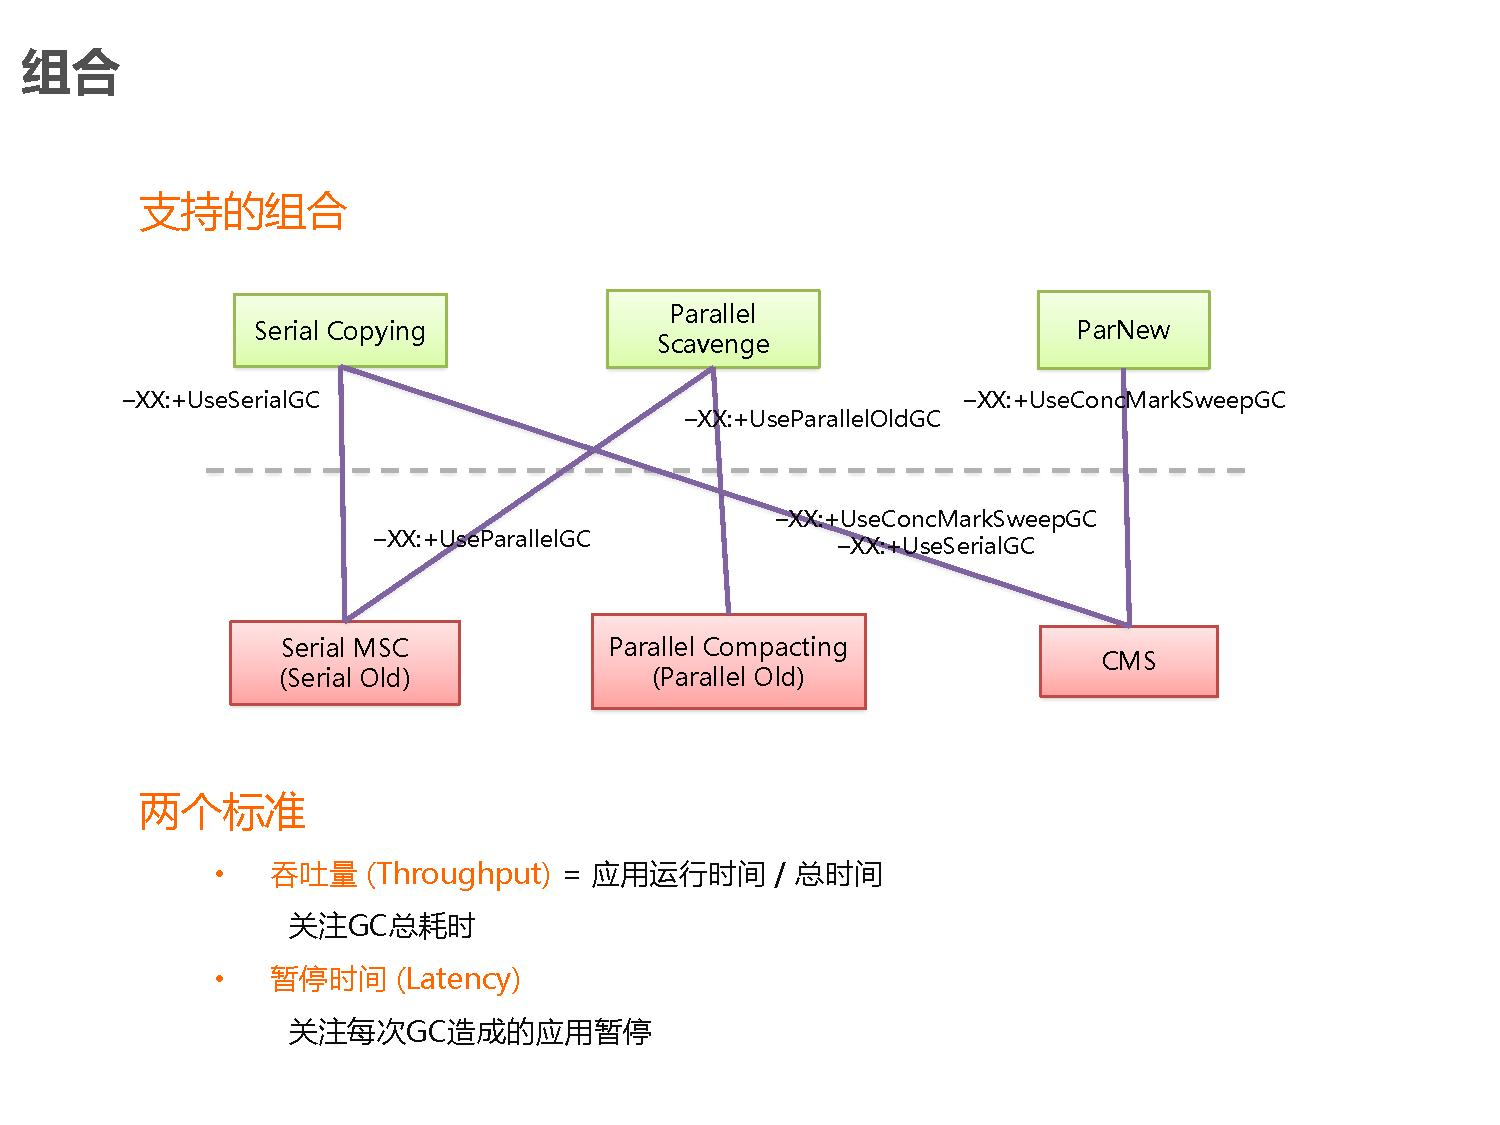 组合
支持的组合
Serial Copying
Parallel
Scavenge
ParNew
–XX:+UseSerialGC
–XX:+UseParallelOldGC
–XX:+UseConcMarkSweepGC
–XX:+UseParallelGC
–XX:+UseConcMarkSweepGC
–XX:+UseSerialGC
Serial MSC
(Serial Old)
Parallel Compacting
(Parallel Old)
CMS
两个标准
• 吞吐量 (Throughput) = 应用运行时间 / 总时间
关注GC总耗时
• 暂停时间 (Latency)
关注每次GC造成的应用暂停